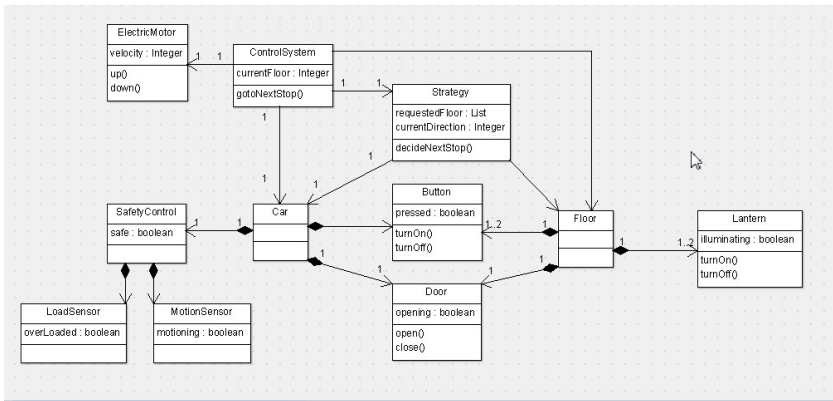 ElectricMotor
velocity : Integer
up()
down()
1
1
ControlSystem
currentFloor : Integer
gotoNextStop()
1
1
1
1
Strategy
requestedFloor : List
currentDirection : Integer
decideNextStop()
1
1
SafetyControl
safe : boolean
1
1
Car
Button
pressed : boolean
turnOn()
turnOff()
1..2
1
Floor
1
1..2
Lantern
illuminating : boolean
turnOn()
turnOff()
1
1
1
1
Door
opening : boolean
open()
close()
LoadSensor
overLoaded : boolean
MotionSensor
motioning : boolean